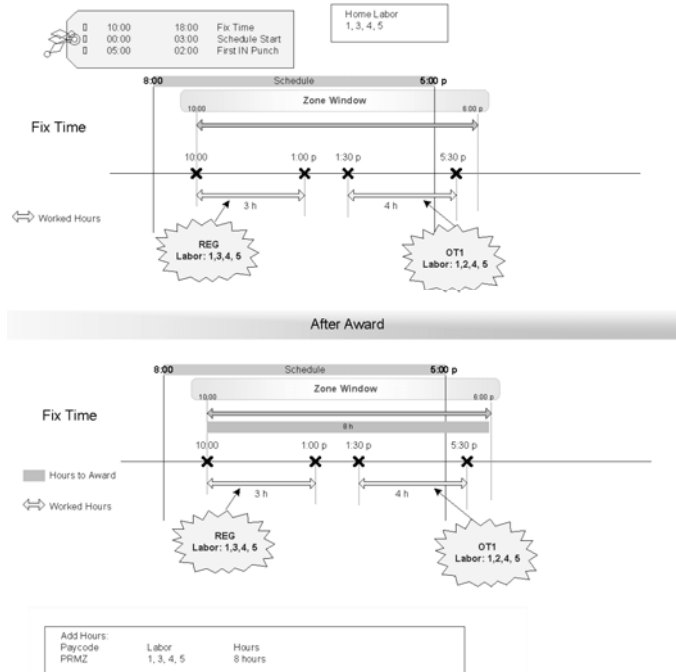 Home Labor
1, 3, 4, 5
10:00 18:00 Fix Time
00:00 03:00 Schedule Start
05:00 02:00 First IN Punch
8:00 Schedule 5:00 p
Zone Window
10:00 6:00 p
Fix Time
10:00 1:00 p 1:30 p 5:30 p
3 h 4 h
Worked Hours
REG
Labor: 1,3,4, 5
OT1
Labor: 1,2,4, 5
After Award
8:00 Schedule 5:00 p
Zone Window
10:00 6:00 p
Fix Time
8 h
10:00 1:00 p 1:30 p 5:30 p
Hours to Award
3 h 4 h
Worked Hours
REG
Labor: 1,3,4, 5
OT1
Labor: 1,2,4, 5
Add Hours:
Paycode Labor Hours
PRMZ 1, 3, 4, 5 8 hours